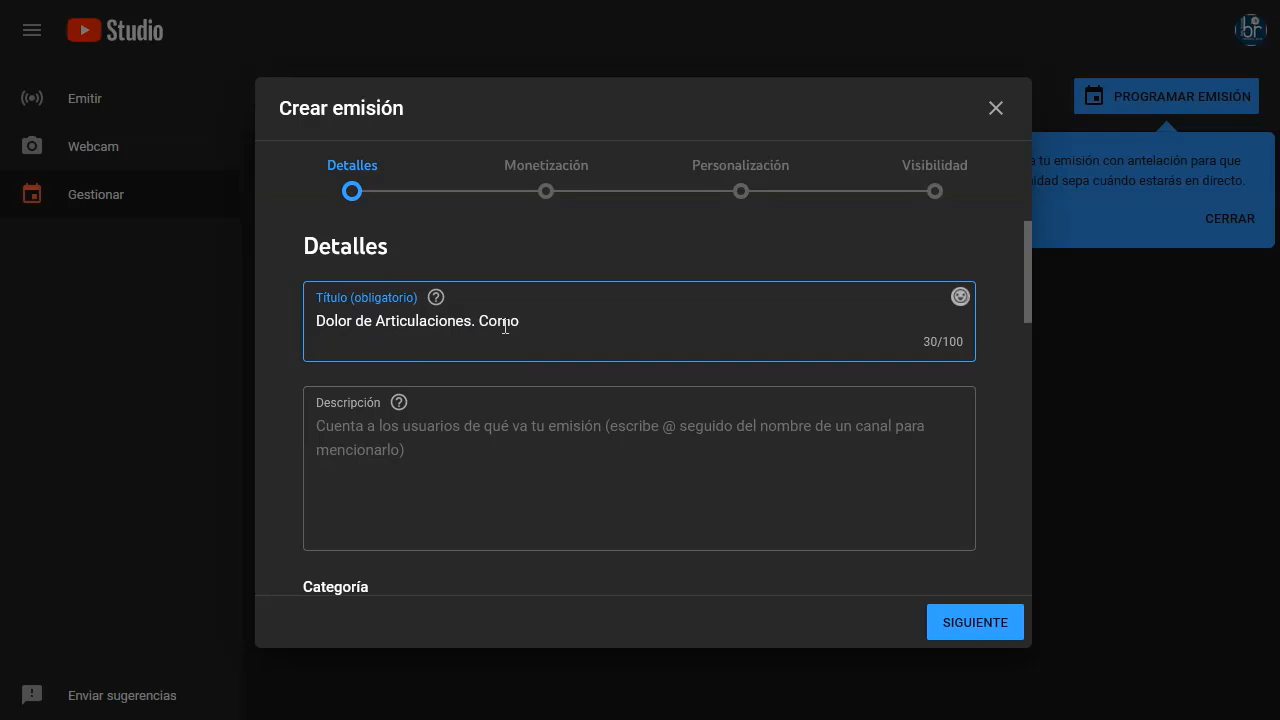 Studio
br
Emitir
PROGRAMAR EMISIÓN
Crear emisión
Webcam
a tu emisión con antelación para que
Detalles
Monetización
Personalización
Visibilidad
idad sepa cuándo estarás en directo.
Gestionar
CERRAR
Detalles
Título (obligatorio)
Dolor de Articulaciones. Como
30/100
Descripción
Cuenta a los usuarios de qué va tu emisión (escribe @ seguido del nombre de un canal para
mencionarlo)
Categoría
SIGUIENTE
Enviar sugerencias